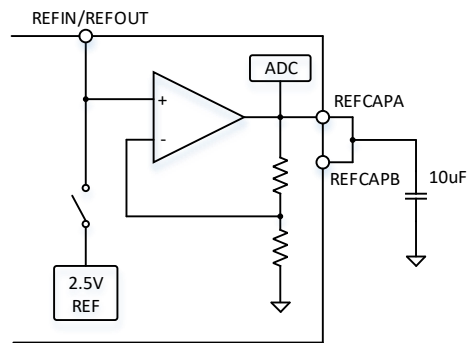 REFIN/REFOUT
ADC
+
-
REFCAPA
REFCAPB
10uF
2.5V
REF